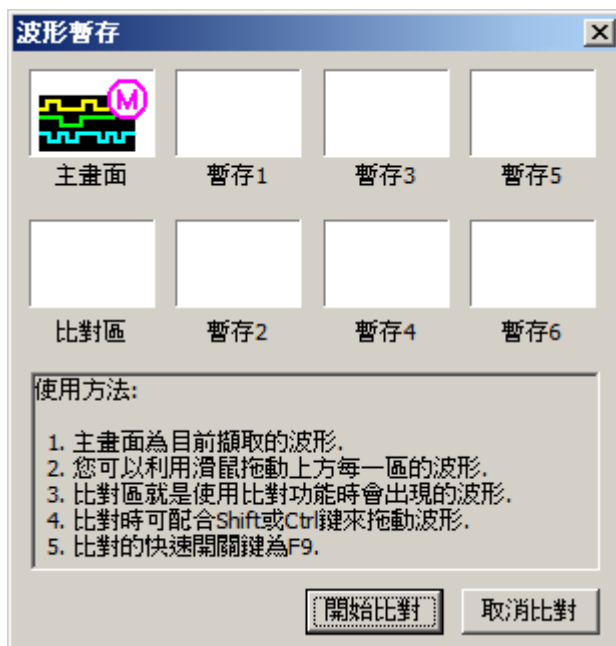 波形暫存
M
主畫面 暫存1 暫存3 暫存5
比對區 暫存2 暫存4 暫存6
使用方法:
1. 主畫面為目前擷取的波形.
2. 您可以利用滑鼠拖動上方每一區的波形.
3. 比對區就是使用比對功能時會出現的波形.
4. 比對時可配合Shift或Ctrl鍵來拖動波形.
5. 比對的快速開關鍵為F9.
開始比對 取消比對